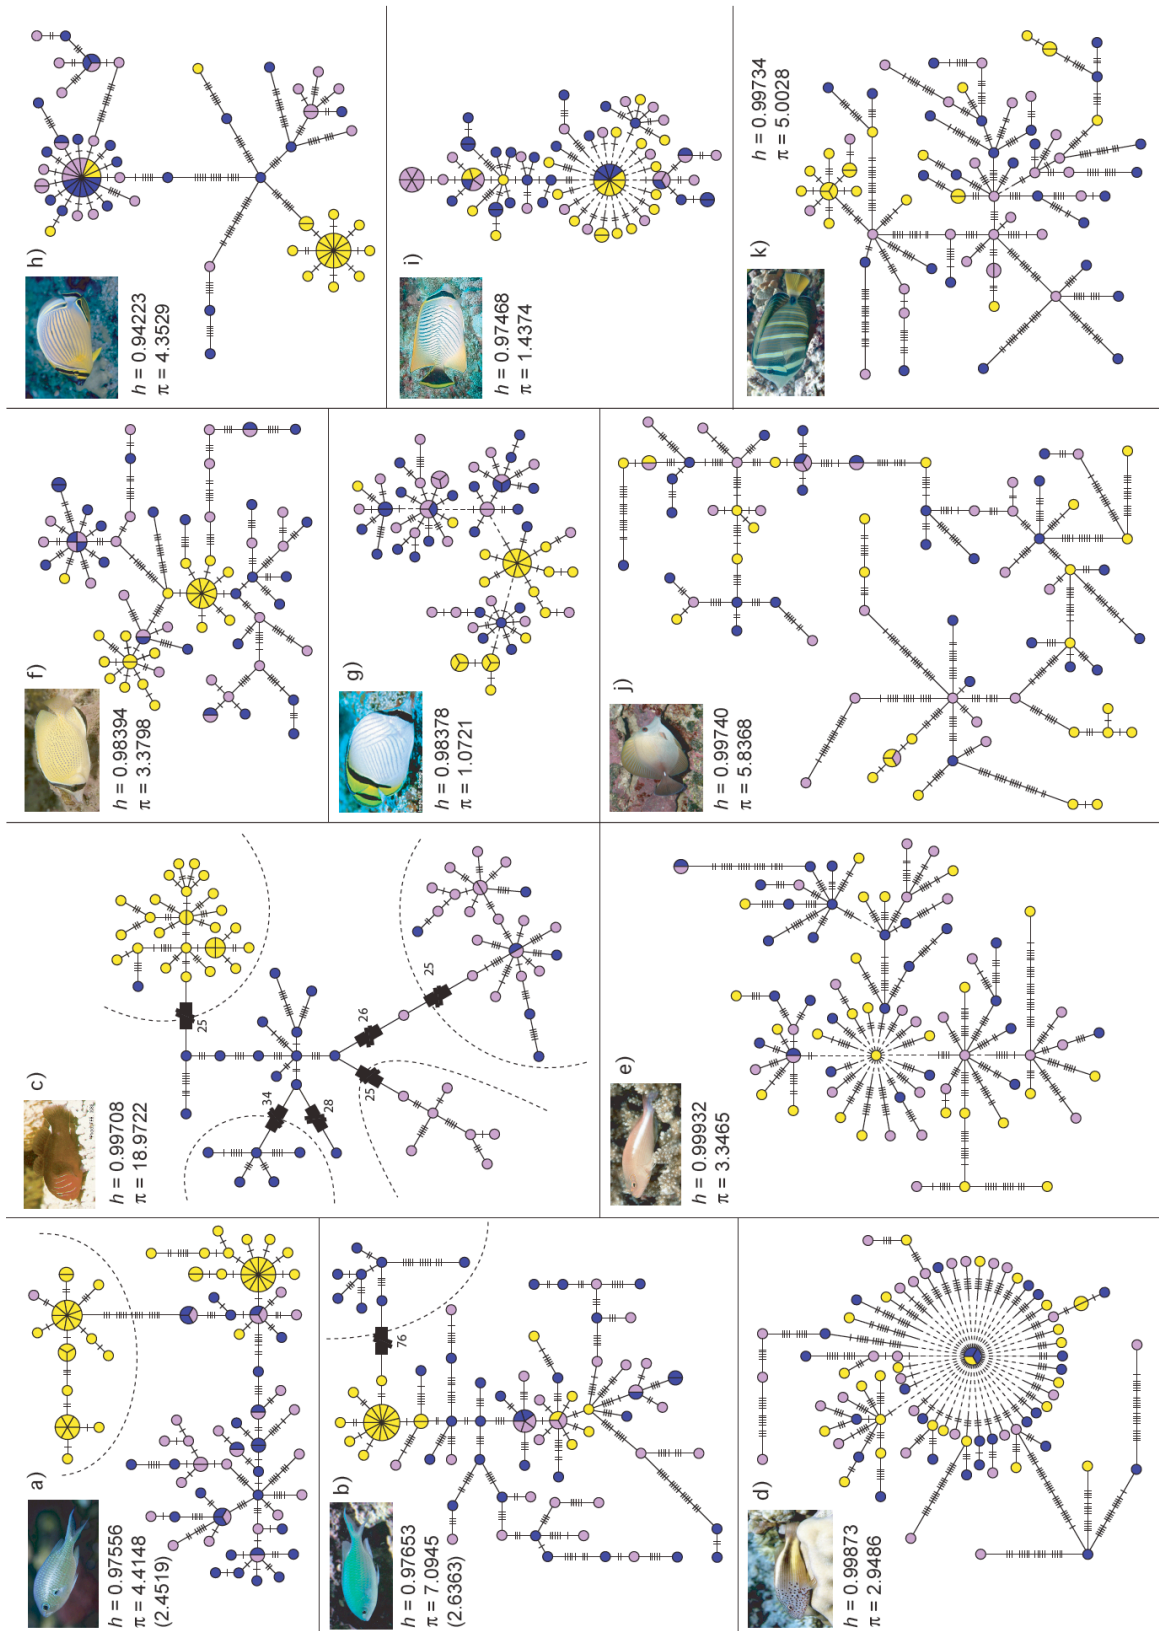 a)
h = 0.97556
π = 4.4148
(2.4519)
b)
h = 0.97653
π = 7.0945
(2.6363)
76
c)
h = 0.99708
π = 18.9722
25
34
28
25
26
25
d)
h = 0.99873
π = 2.9486
e)
h = 0.99932
π = 3.3465
f)
h = 0.98394
π = 3.3798
g)
h = 0.98378
π = 1.0721
h)
h = 0.94223
π = 4.3529
i)
h = 0.97468
π = 1.4374
j)
h = 0.99740
π = 5.8368
k)
h = 0.99734
π = 5.0028